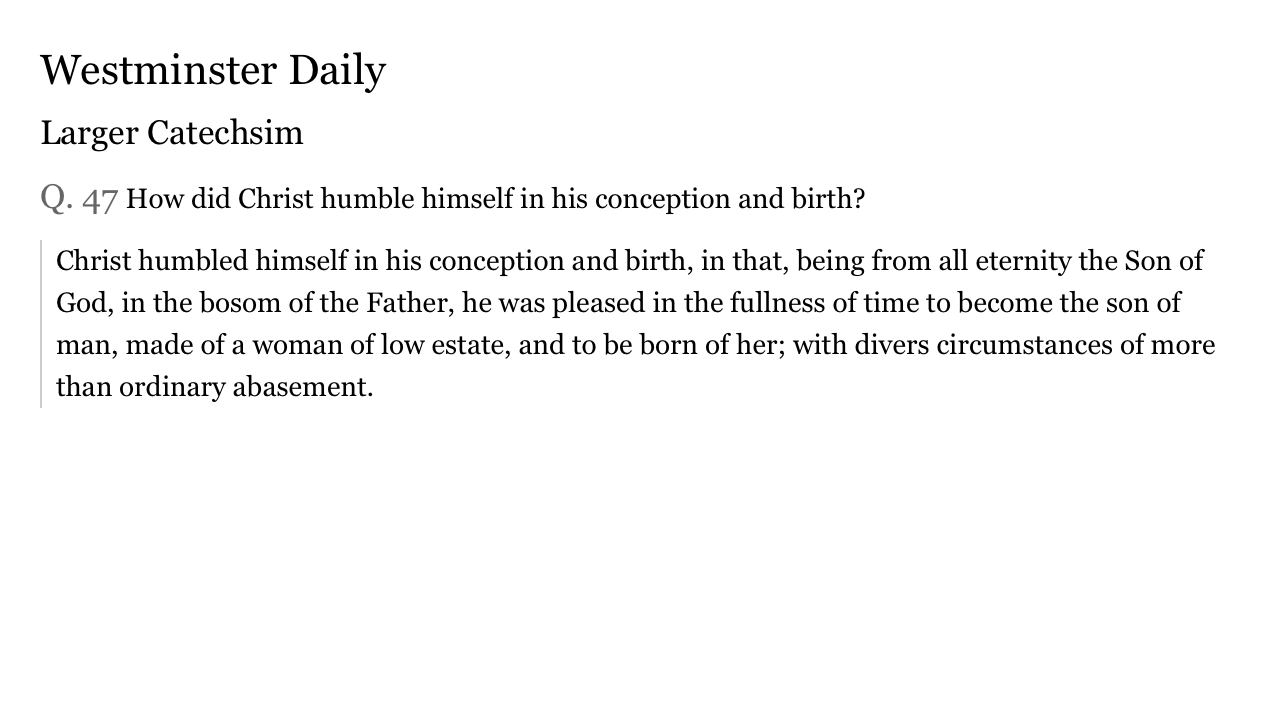 Westminster Daily
Larger Catechsim
Q. 47 How did Christ humble himself in his conception and birth?
Christ humbled himself in his conception and birth, in that, being from all eternity the Son of
God, in the bosom of the Father, he was pleased in the fullness of time to become the son of
man, made of a woman of low estate, and to be born of her; with divers circumstances of more
than ordinary abasement.